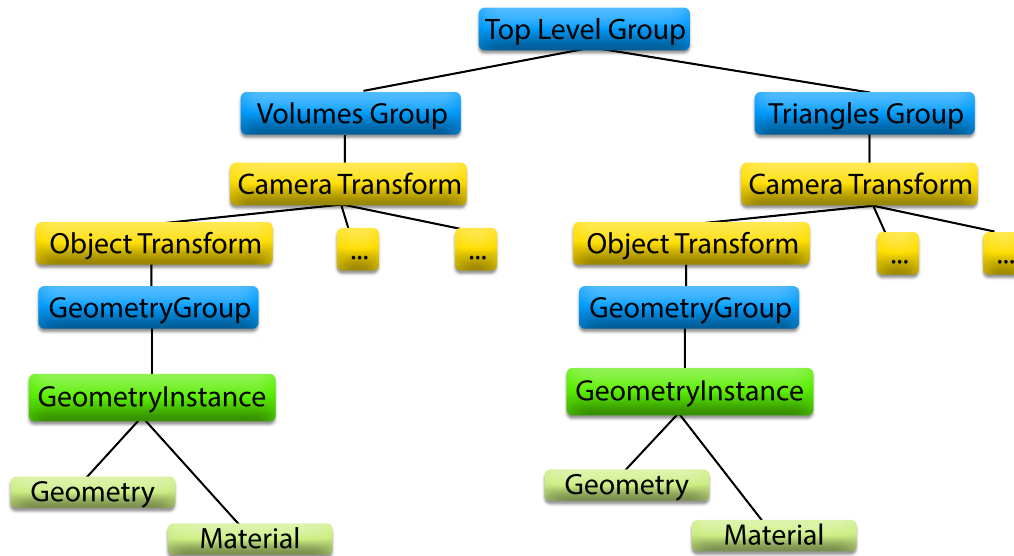 Top Level Group
Volumes Group
Triangles Group
Camera Transform
Camera Transform
Object Transform
...
...
Object Transform
...
...
GeometryGroup
GeometryGroup
GeometryInstance
GeometryInstance
Geometry
Geometry
Material
Material